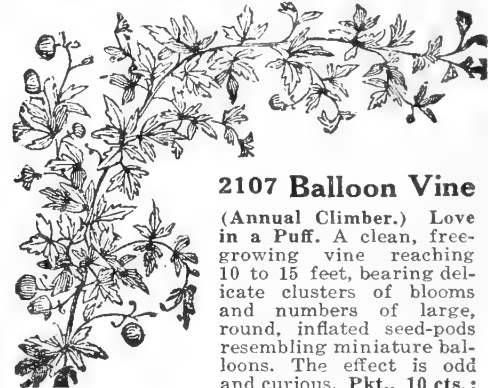 2107 Balloon Vine
(Annual Climber.) Love
in a Puff. A clean, free-
growing vine reaching
10 to 15 feet, bearing del-
icate clusters of blooms
and numbers of large,
round, inflated seed-pods
resembling miniature bal-
loons. The effect is odd
and curious. Pkt., 10 cts.;